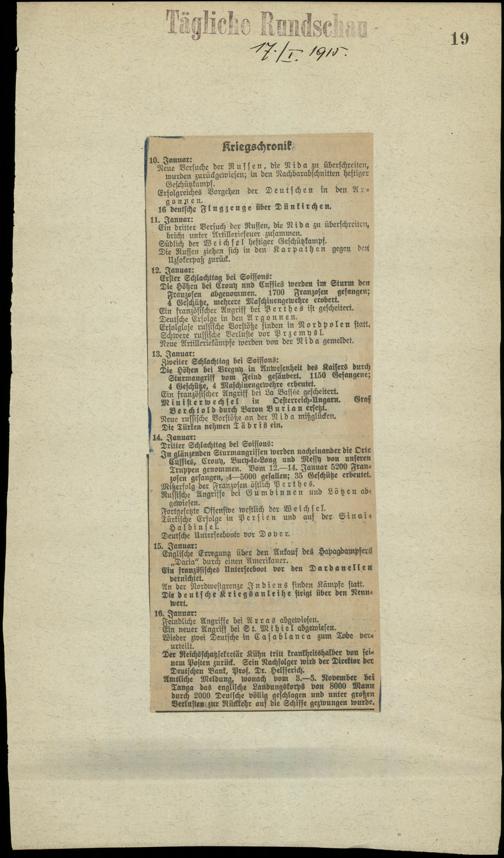 Tägliche Rundschau
17./I. 1915.
19
Kriegschronik
10. Januar:
Neue Versuche der Russen, die Nida zu überschreiten,
wurden zurückgewiesen; in den Nachbarabschnitten heftiger
Geschützkampf.
Erfolgreiches Vorgehen der Deutschen in den Ar-
gonnen.
16 deutsche Flugzeuge über Dünkirchen.
11. Januar:
Ein dritter Versuch der Russen, die Nida zu überschreiten,
bricht unter Artilleriefeuer zusammen.
Südlich der Weichsel heftiger Geschützkampf.
Die Russen ziehen sich in den Karpathen gegen den
Uzsokerpaß zurück.
12. Januar:
Erster Schlachttag bei Soissons:
Die Höhen bei Crouy und Cuffies werden im Sturm den
Franzosen abgenommen. 1700 Franzosen gefangen;
4 Geschütze, mehrere Maschinengewehre erobert.
Ein französischer Angriff bei Perthes ist gescheitert.
Deutsche Erfolge in den Argonnen.
Erfolglose russische Vorstöße finden in Nordpolen statt.
Schwere russische Verluste vor Przemysl.
Neue Artilleriekämpfe werden von der Nida gemeldet.
13. Januar:
Zweiter Schlachttag bei Soissons:
Die Höhen bei Vregny in Anwesenheit des Kaisers durch
Sturmangriff vom Feind gesäubert. 1150 Gefangene;
4 Geschütze, 4 Maschinengewehre erbeutet.
Ein französischer Angriff bei La Bassée gescheitert.
Ministerwechsel in Oesterreich-Ungarn. Graf
Berchtold durch Baron Burian ersetzt.
Neue russische Vorstöße an der Nida mißglücken.
Die Türken nehmen Täbris ein.
14. Januar:
Dritter Schlachttag bei Soissons:
In glänzenden Sturmangriffen werden nacheinander die Orte
Cuffies, Crouy, Bucy-le-Long und Missy von unseren
Truppen genommen. Vom 12.—14. Januar 5200 Fran-
zosen gefangen, 4—5000 gefallen; 35 Geschütze erbeutet.
Mißerfolg der Franzosen östlich Perthes.
Russische Angriffe bei Gumbinnen und Lötzen ab-
gewiesen.
Fortgesetzte Offensive westlich der Weichsel.
Türkische Erfolge in Persien und auf der Sinai-
Halbinsel.
Deutsche Unterseeboote vor Dover.
15. Januar:
Englische Erregung über den Ankauf des Hapagdampfers
„Dacia" durch einen Amerikaner.
Ein französisches Unterseeboot vor den Dardanellen
vernichtet.
An der Nordwestgrenze Indiens finden Kämpfe statt.
Die deutsche Kriegsanleihe steigt über den Nenn-
wert.
16. Januar:
Feindliche Angriffe bei Arras abgewiesen.
Ein neuer Angriff bei St. Mihiel abgewiesen.
Wieder zwei Deutsche in Casablanca zum Tode ver-
urteilt.
Der Reichsschatzsekretär Kühn tritt krankheitshalber von sei-
nem Posten zurück. Sein Nachfolger wird der Direktor der
Deutschen Bank, Prof. Dr. Helfferich.
Amtliche Meldung, wonach vom 3.—5. November bei
Tanga das englische Landungskorps von 8000 Mann
durch 2000 Deutsche völlig geschlagen und unter großen
Verlusten zur Rückkehr auf die Schiffe gezwungen wurde.